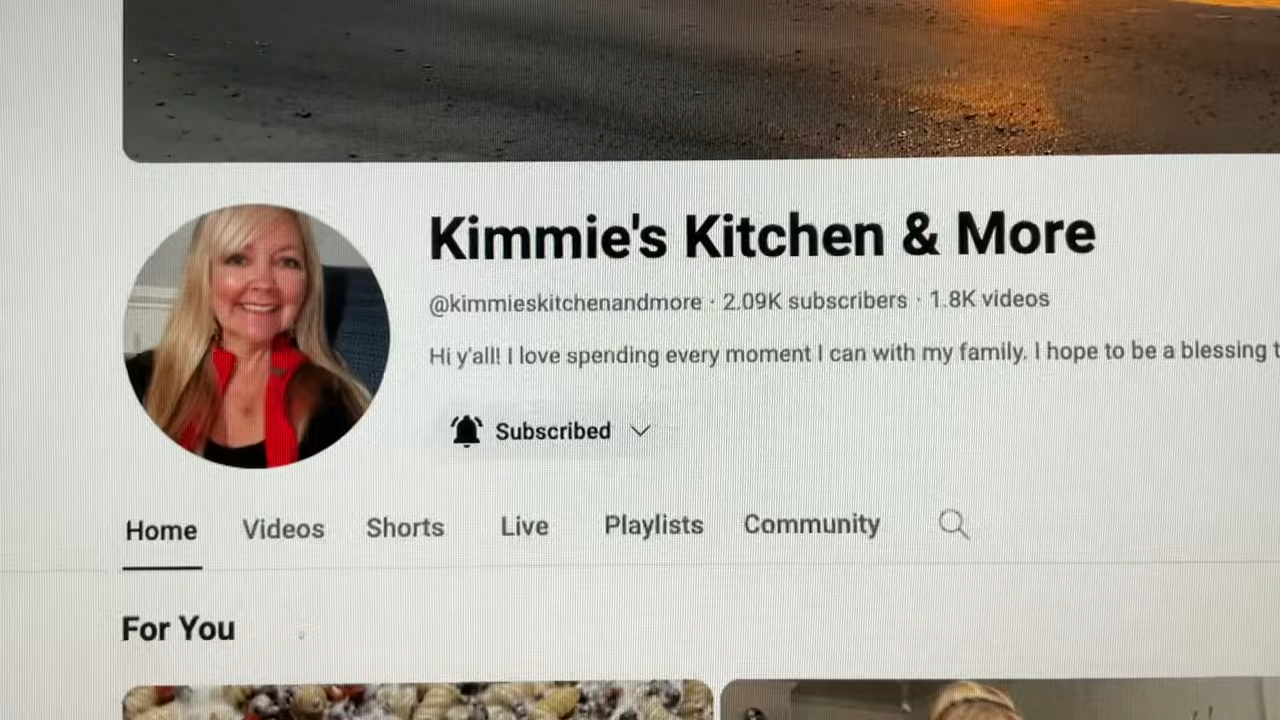 Kimmie's Kitchen & More
@kimmieskitchenandmore · 2.09K subscribers · 1.8K videos
Hi y'all! I love spending every moment I can with my family. I hope to be a blessing
Subscribed
Home Videos Shorts Live Playlists Community
For You